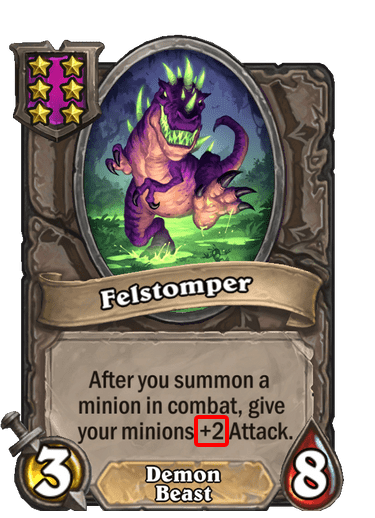 Felstomper
After you summon a
minion in combat, give
your minions +2 Attack.
3
Demon
Beast
8